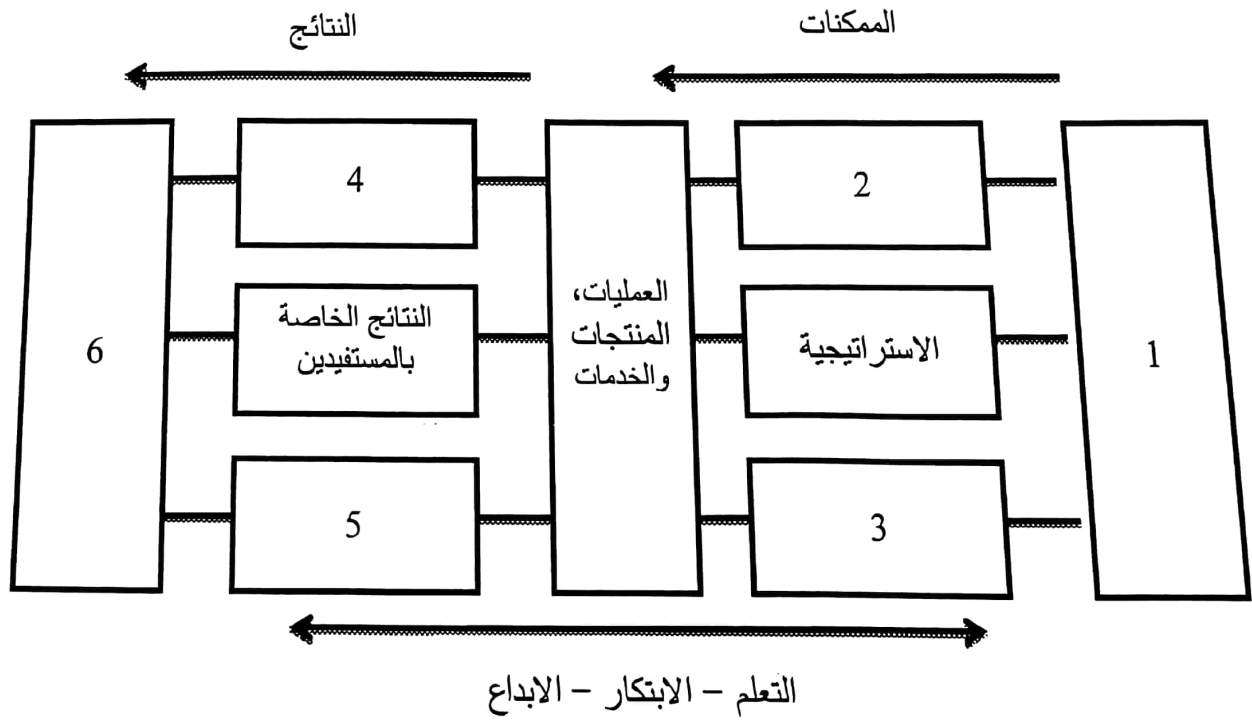 الممكنات
النتائج
1
2
الاستراتيجية
3
العمليات،
المنتجات
والخدمات
4
النتائج الخاصة
بالمستفيدين
5
6
التعلم – الابتكار – الابداع